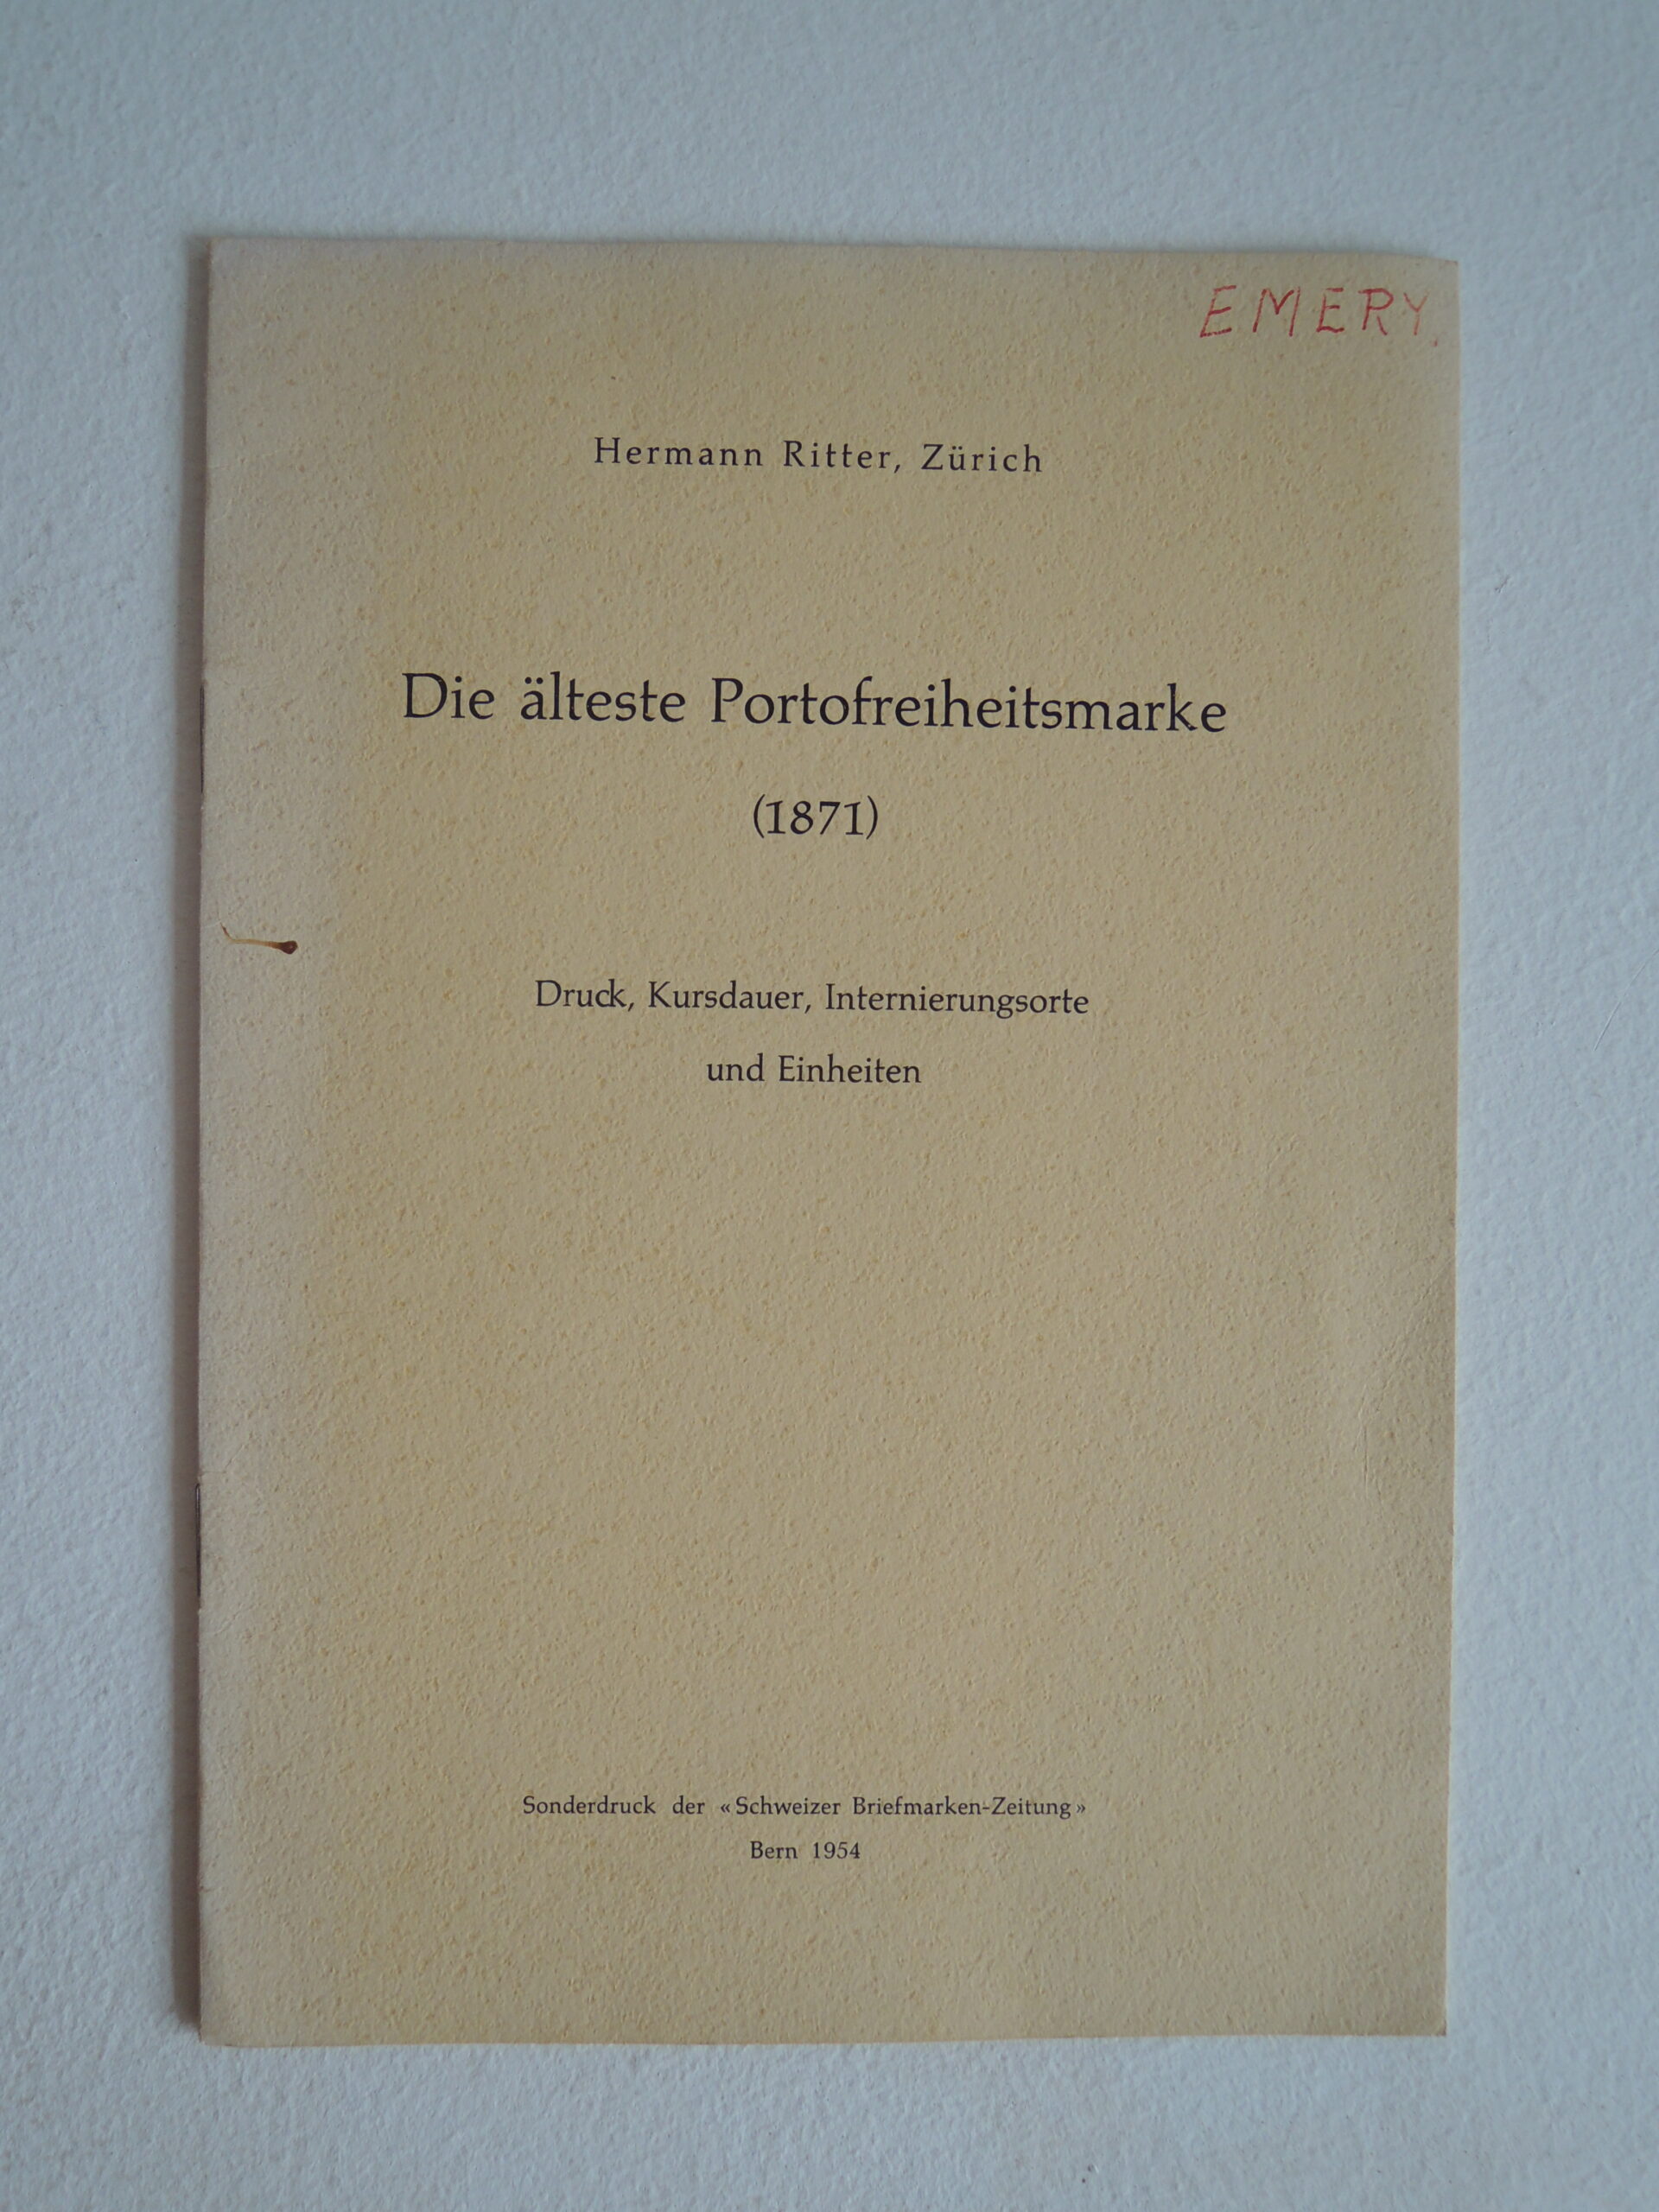 EMERY.
Hermann Ritter, Zürich
Die älteste Portofreiheitsmarke
(1871)
Druck, Kursdauer, Internierungsorte
und Einheiten
Sonderdruck der «Schweizer Briefmarken-Zeitung»
Bern 1954